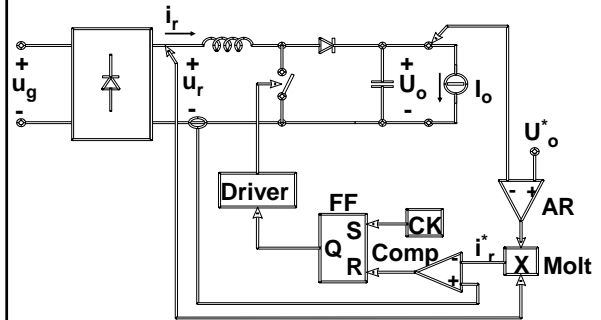 i_r
+
u_g
-
+
u_r
-
+
U_o
-
I_o
U*_o
- +
AR
Driver
FF
S
Q
R
CK
Comp
-
+
i*_r
X
Molt